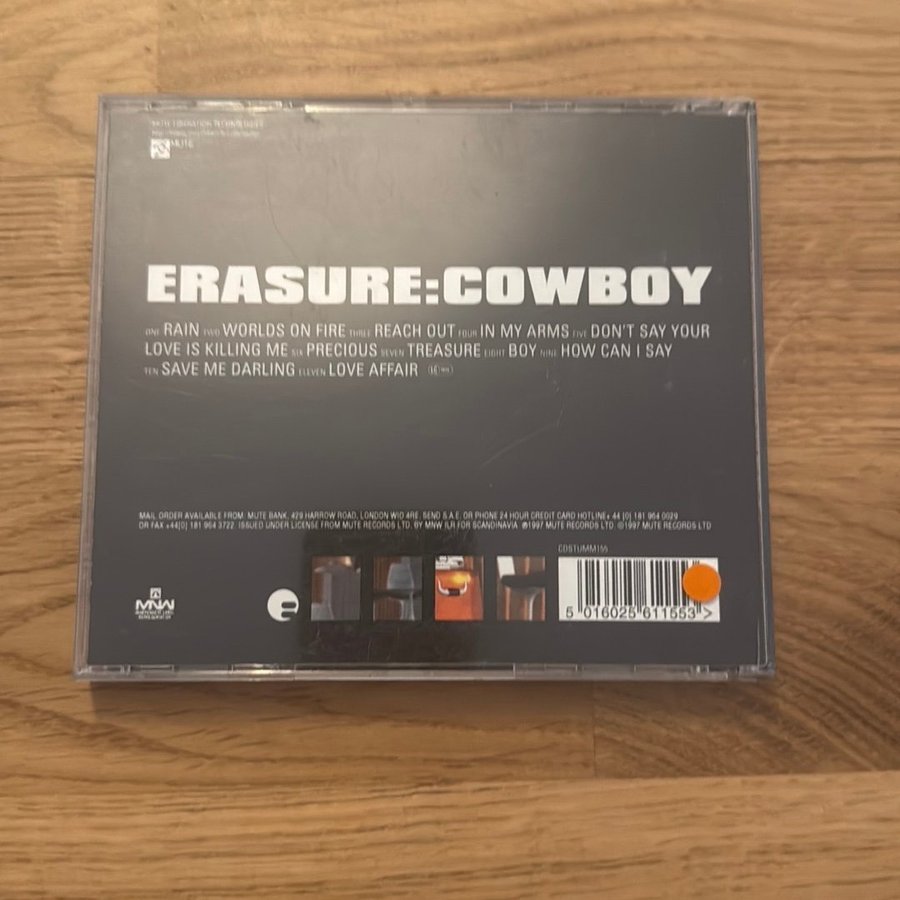 MUTE
ERASURE:COWBOY
ONE RAIN TWO WORLDS ON FIRE THREE REACH OUT FOUR IN MY ARMS FIVE DON'T SAY YOUR
LOVE IS KILLING ME SIX PRECIOUS SEVEN TREASURE EIGHT BOY NINE HOW CAN I SAY
TEN SAVE ME DARLING ELEVEN LOVE AFFAIR
MAIL ORDER AVAILABLE FROM: MUTE BANK, 429 HARROW ROAD, LONDON W10 4RE. SEND S.A.E. OR PHONE 24 HOUR CREDIT CARD HOTLINE+ 44 [0] 181 964 0029
OR FAX +44[0] 181 964 3722. ISSUED UNDER LICENSE FROM MUTE RECORDS LTD. BY MNW ILR FOR SCANDINAVIA ℗1997 MUTE RECORDS LTD. ©1997 MUTE RECORDS LTD
CDSTUMM155
MNW
e
5 016025 611553 >